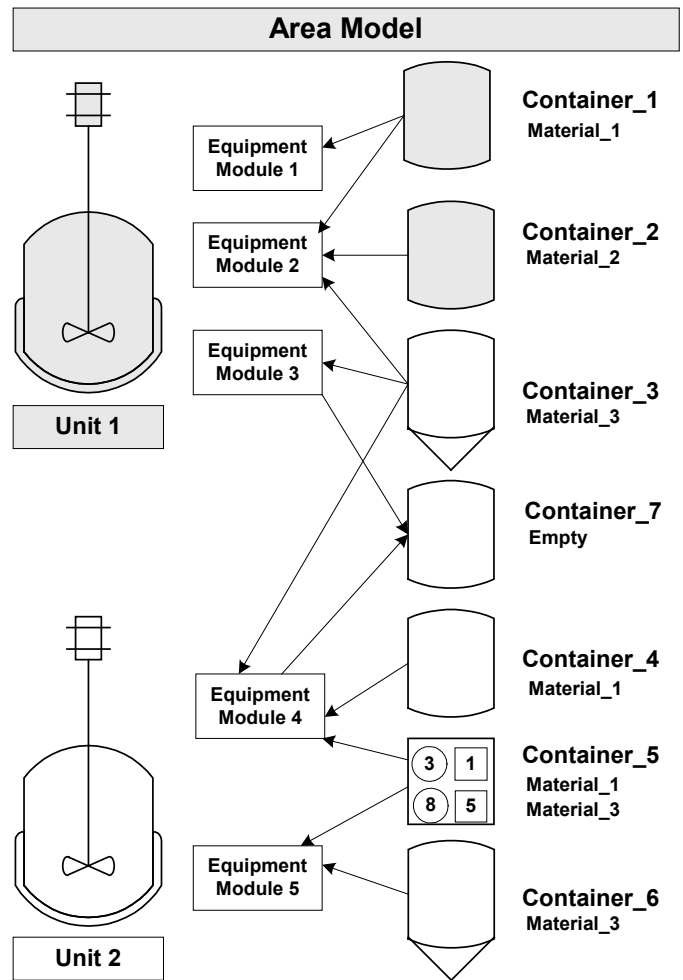 Area Model
Container_1
Material_1
Equipment
Module 1
Equipment
Module 2
Container_2
Material_2
Equipment
Module 3
Container_3
Material_3
Unit 1
Container_7
Empty
Container_4
Material_1
Equipment
Module 4
Container_5
Material_1
Material_3
3 1
8 5
Equipment
Module 5
Container_6
Material_3
Unit 2